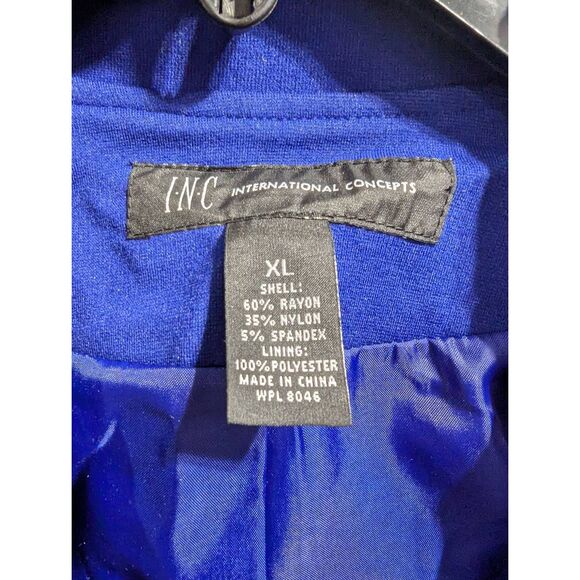 I·N·C INTERNATIONAL CONCEPTS
XL
SHELL:
60% RAYON
35% NYLON
5% SPANDEX
LINING:
100% POLYESTER
MADE IN CHINA
WPL 8046